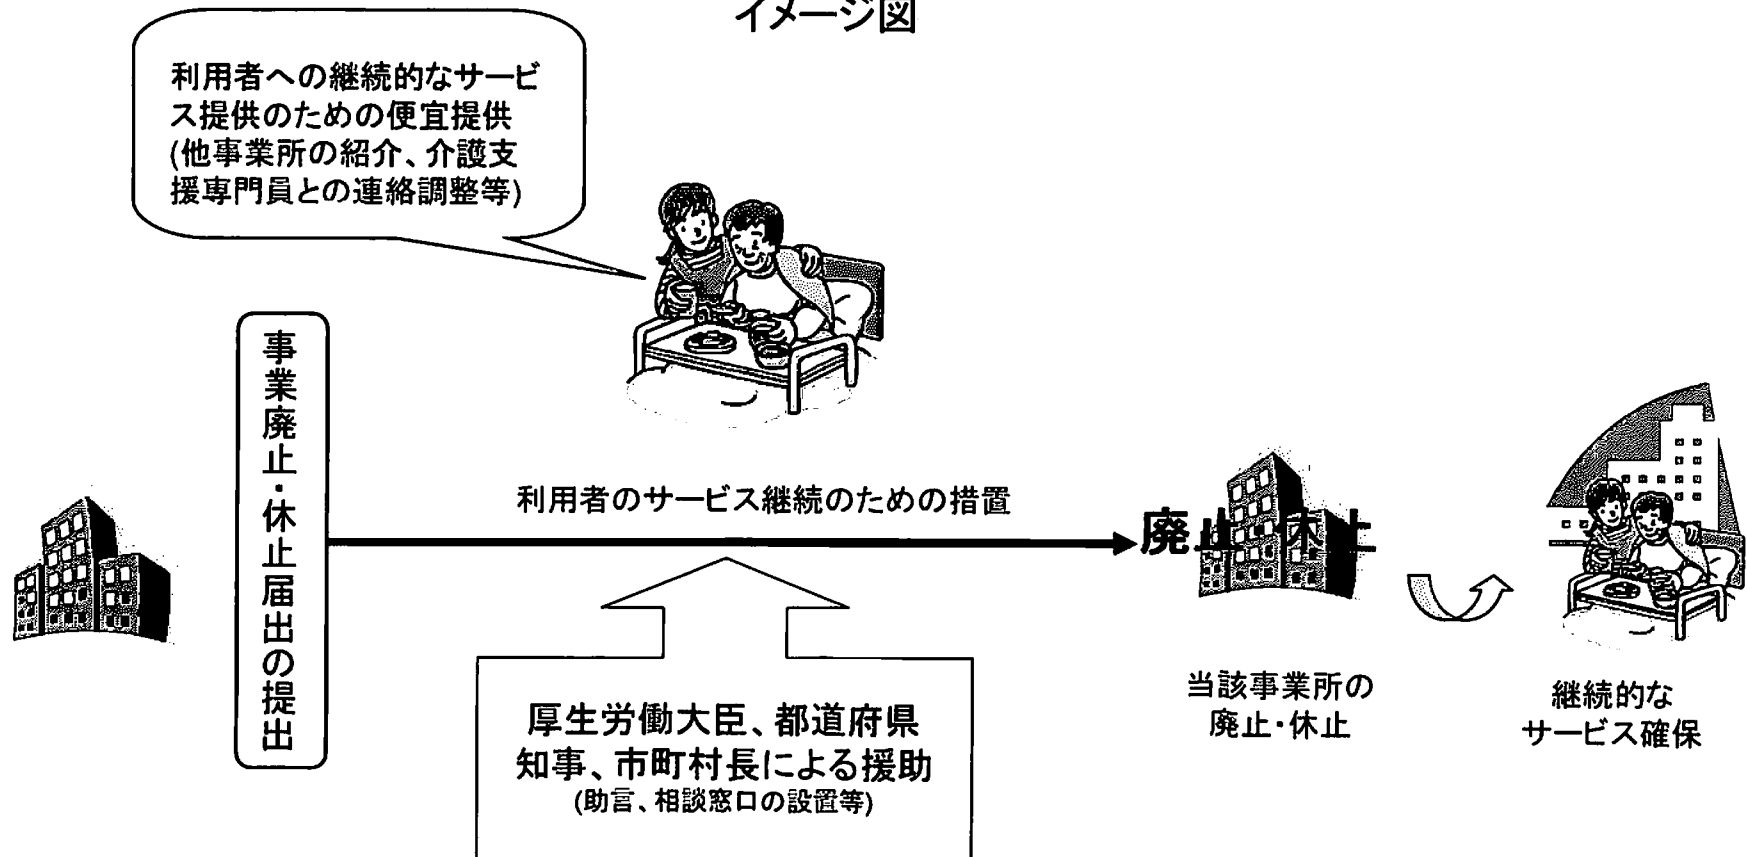 イメージ図
利用者への継続的なサービ
ス提供のための便宜提供
(他事業所の紹介、介護支
援専門員との連絡調整等)
事業廃止・休止届出の提出
利用者のサービス継続のための措置
廃止・休止
厚生労働大臣、都道府県
知事、市町村長による援助
(助言、相談窓口の設置等)
当該事業所の
廃止・休止
継続的な
サービス確保